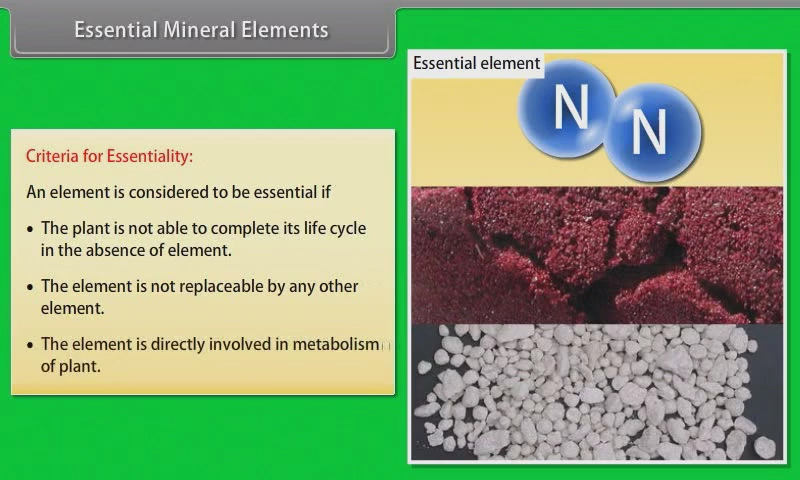 Essential Mineral Elements
Essential element
N
N
Criteria for Essentiality:
An element is considered to be essential if
• The plant is not able to complete its life cycle
in the absence of element.
• The element is not replaceable by any other
element.
• The element is directly involved in metabolism
of plant.